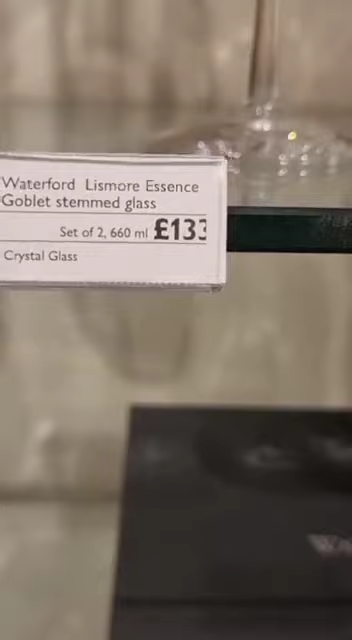 Waterford Lismore Essence
Goblet stemmed glass
Set of 2, 660 ml £133
Crystal Glass